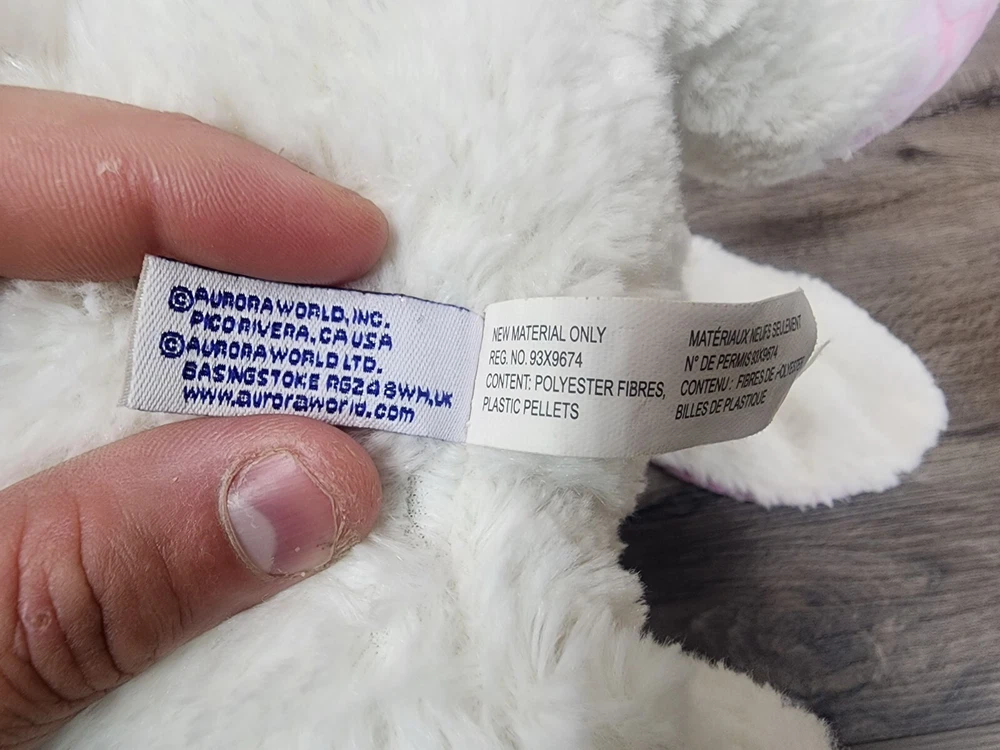 ©AURORA WORLD, INC.
PICO RIVERA, CA USA
©AURORA WORLD LTD.
BASINGSTOKE RG24 8WH, UK
www.auroraworld.com
NEW MATERIAL ONLY
REG. NO. 93X9674
CONTENT: POLYESTER FIBRES,
PLASTIC PELLETS
MATÉRIAUX NEUFS SEULEMENT
N° DE PERMIS 93X9674
CONTENU : FIBRES DE POLYESTER
BILLES DE PLASTIQUE